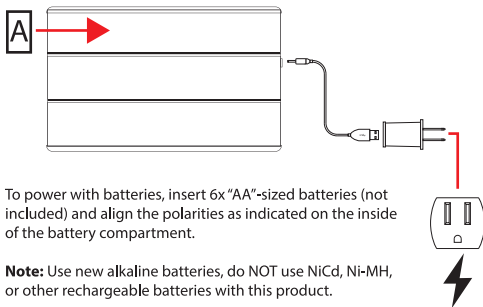 A
To power with batteries, insert 6x "AA"-sized batteries (not
included) and align the polarities as indicated on the inside
of the battery compartment.
Note: Use new alkaline batteries, do NOT use NiCd, Ni-MH,
or other rechargeable batteries with this product.